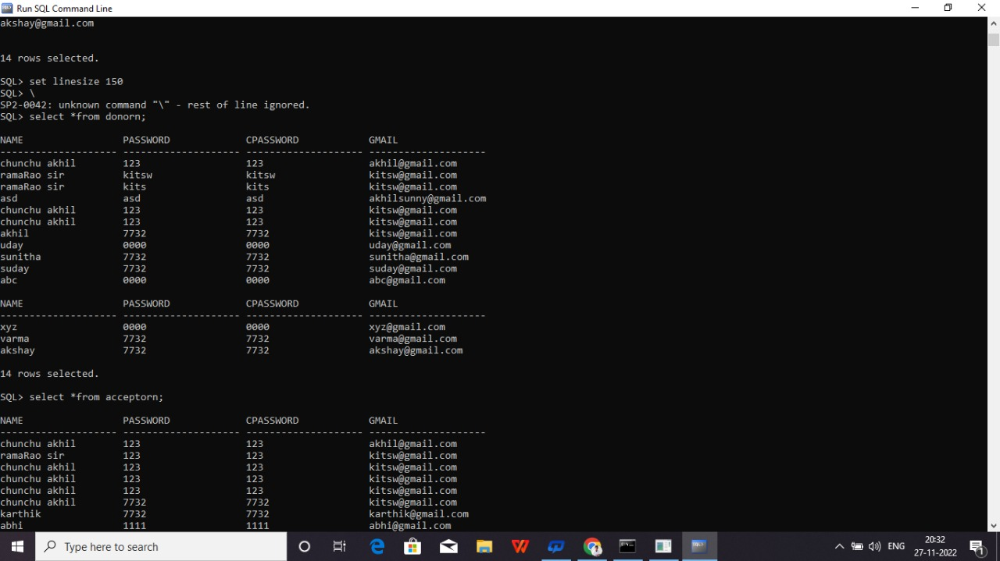 Run SQL Command Line
akshay@gmail.com
14 rows selected.
SQL> set linesize 150
SQL> \
SP2-0042: unknown command "\" - rest of line ignored.
SQL> select *from donorn;
NAME PASSWORD CPASSWORD GMAIL
-------------------- -------------------- -------------------- --------------------
chunchu akhil 123 123 akhil@gmail.com
ramaRao sir kitsw kitsw kitsw@gmail.com
ramaRao sir kits kits kitsw@gmail.com
asd asd asd akhilsunny@gmail.com
chunchu akhil 123 123 kitsw@gmail.com
chunchu akhil 123 123 kitsw@gmail.com
akhil 7732 7732 kitsw@gmail.com
uday 0000 0000 uday@gmail.com
sunitha 7732 7732 sunitha@gmail.com
suday 7732 7732 suday@gmail.com
abc 0000 0000 abc@gmail.com
NAME PASSWORD CPASSWORD GMAIL
-------------------- -------------------- -------------------- --------------------
xyz 0000 0000 xyz@gmail.com
varma 7732 7732 varma@gmail.com
akshay 7732 7732 akshay@gmail.com
14 rows selected.
SQL> select *from acceptorn;
NAME PASSWORD CPASSWORD GMAIL
-------------------- -------------------- -------------------- --------------------
chunchu akhil 123 123 akhil@gmail.com
ramaRao sir 123 123 kitsw@gmail.com
chunchu akhil 123 123 kitsw@gmail.com
chunchu akhil 123 123 kitsw@gmail.com
chunchu akhil 123 123 kitsw@gmail.com
chunchu akhil 7732 7732 kitsw@gmail.com
karthik 7732 7732 karthik@gmail.com
abhi 1111 1111 abhi@gmail.com
Type here to search
ENG
20:32
27-11-2022
1